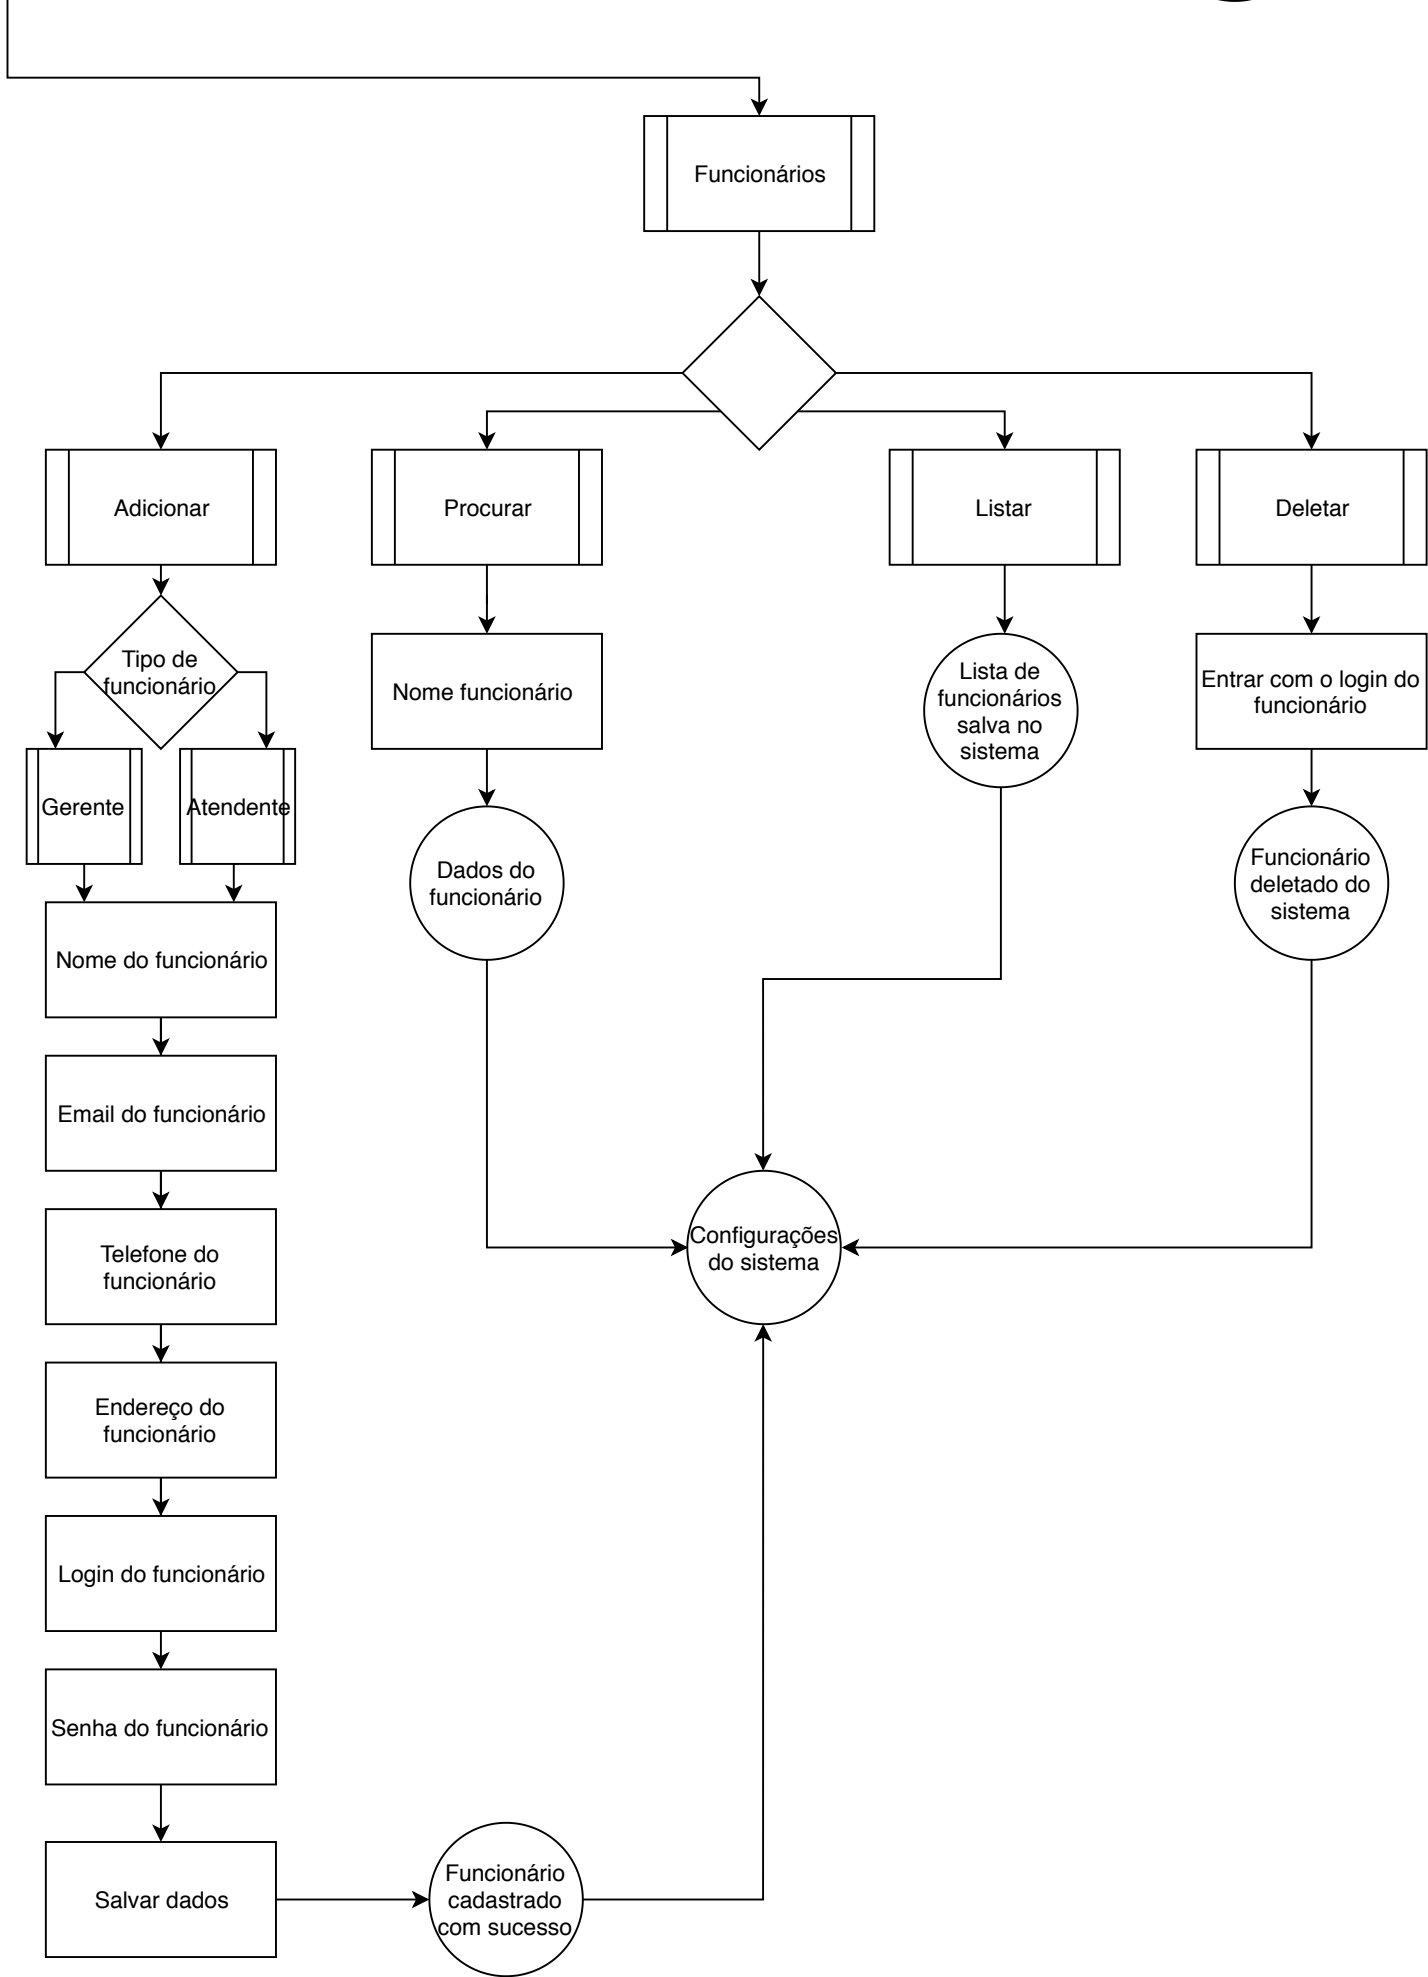 Funcionários
Adicionar
Procurar
Listar
Deletar
Tipo de
funcionário
Nome funcionário
Lista de
funcionários
salva no
sistema
Entrar com o login do
funcionário
Gerente
Atendente
Dados do
funcionário
Funcionário
deletado do
sistema
Nome do funcionário
Email do funcionário
Telefone do
funcionário
Configurações
do sistema
Endereço do
funcionário
Login do funcionário
Senha do funcionário
Salvar dados
Funcionário
cadastrado
com sucesso